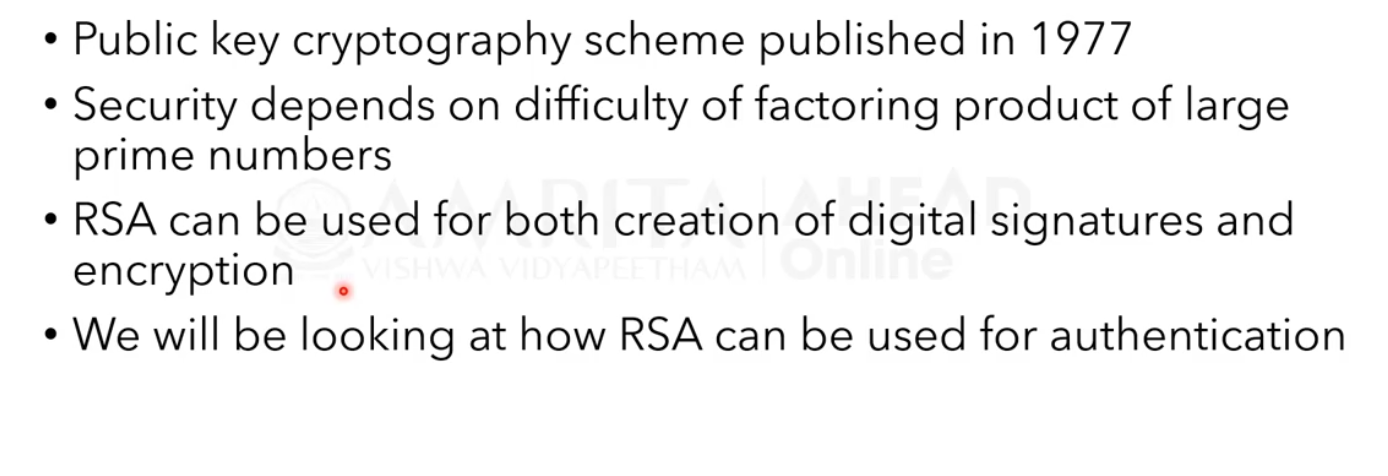 • Public key cryptography scheme published in 1977
• Security depends on difficulty of factoring product of large
prime numbers
• RSA can be used for both creation of digital signatures and
encryption
• We will be looking at how RSA can be used for authentication
AMRITA
VISHWA VIDYAPEETHAM
AHEAD
Online